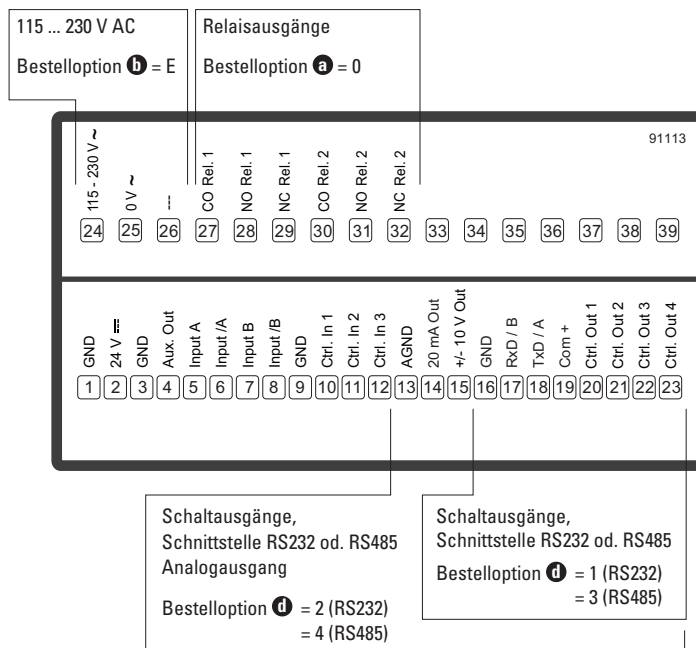 115 ... 230 V AC
Bestelloption b = E
Relaisausgänge
Bestelloption a = 0
91113
115 - 230 V ~
0 V ~
---
CO Rel. 1
NO Rel. 1
NC Rel. 1
CO Rel. 2
NO Rel. 2
NC Rel. 2
24 25 26 27 28 29 30 31 32 33 34 35 36 37 38 39
GND
24 V ⎓
GND
Aux. Out
Input A
Input /A
Input B
Input /B
GND
Ctrl. In 1
Ctrl. In 2
Ctrl. In 3
AGND
20 mA Out
+/- 10 V Out
GND
RxD / B
TxD / A
Com +
Ctrl. Out 1
Ctrl. Out 2
Ctrl. Out 3
Ctrl. Out 4
1 2 3 4 5 6 7 8 9 10 11 12 13 14 15 16 17 18 19 20 21 22 23
Schaltausgänge,
Schnittstelle RS232 od. RS485
Analogausgang
Bestelloption d = 2 (RS232)
= 4 (RS485)
Schaltausgänge,
Schnittstelle RS232 od. RS485
Bestelloption d = 1 (RS232)
= 3 (RS485)